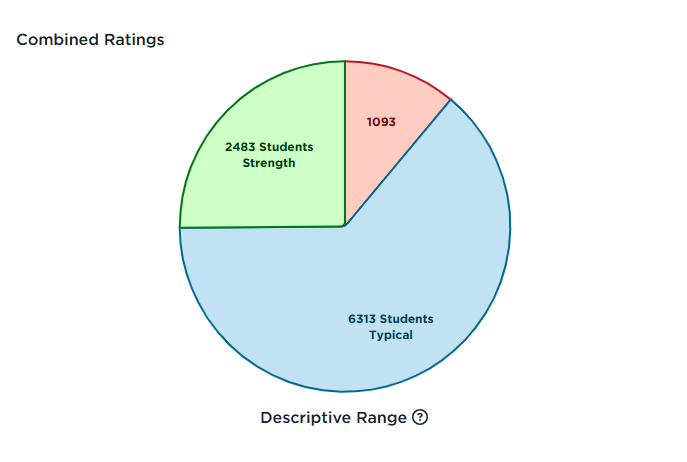 Combined Ratings
1093
2483 Students
Strength
6313 Students
Typical
Descriptive Range ?